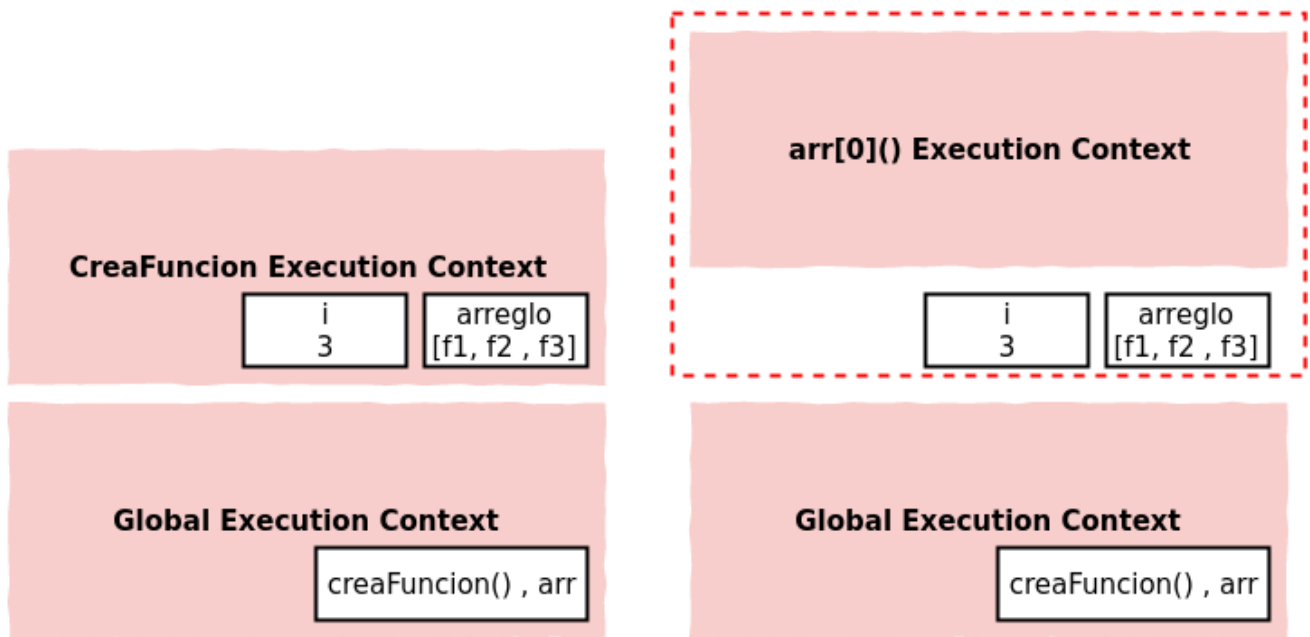 CreaFuncion Execution Context
i
3
arreglo
[f1, f2 , f3]
Global Execution Context
creaFuncion() , arr
arr[0]() Execution Context
i
3
arreglo
[f1, f2 , f3]
Global Execution Context
creaFuncion() , arr